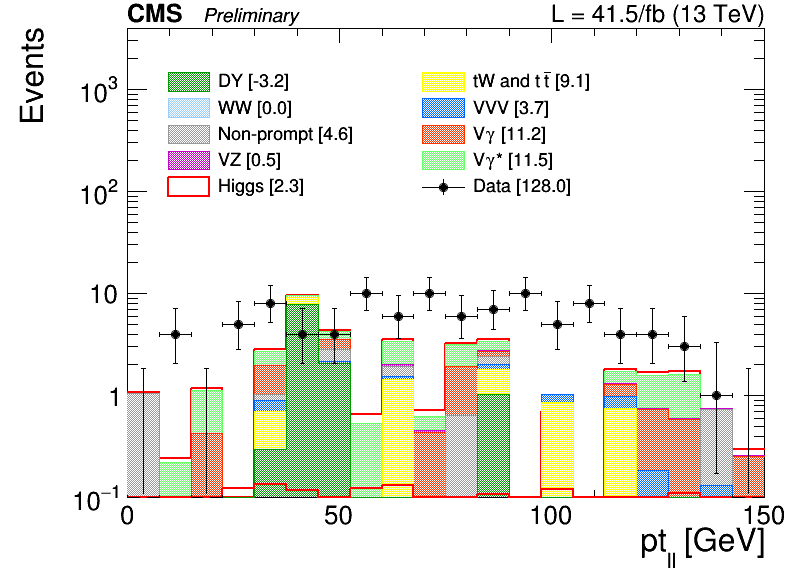 CMS Preliminary L = 41.5/fb (13 TeV)
Events
DY [-3.2] tW and tt̅ [9.1]
WW [0.0] VVV [3.7]
Non-prompt [4.6] Vγ [11.2]
VZ [0.5] Vγ* [11.5]
Higgs [2.3] Data [128.0]
10³
10²
10
1
10⁻¹
0 50 100 150
pt_ll [GeV]